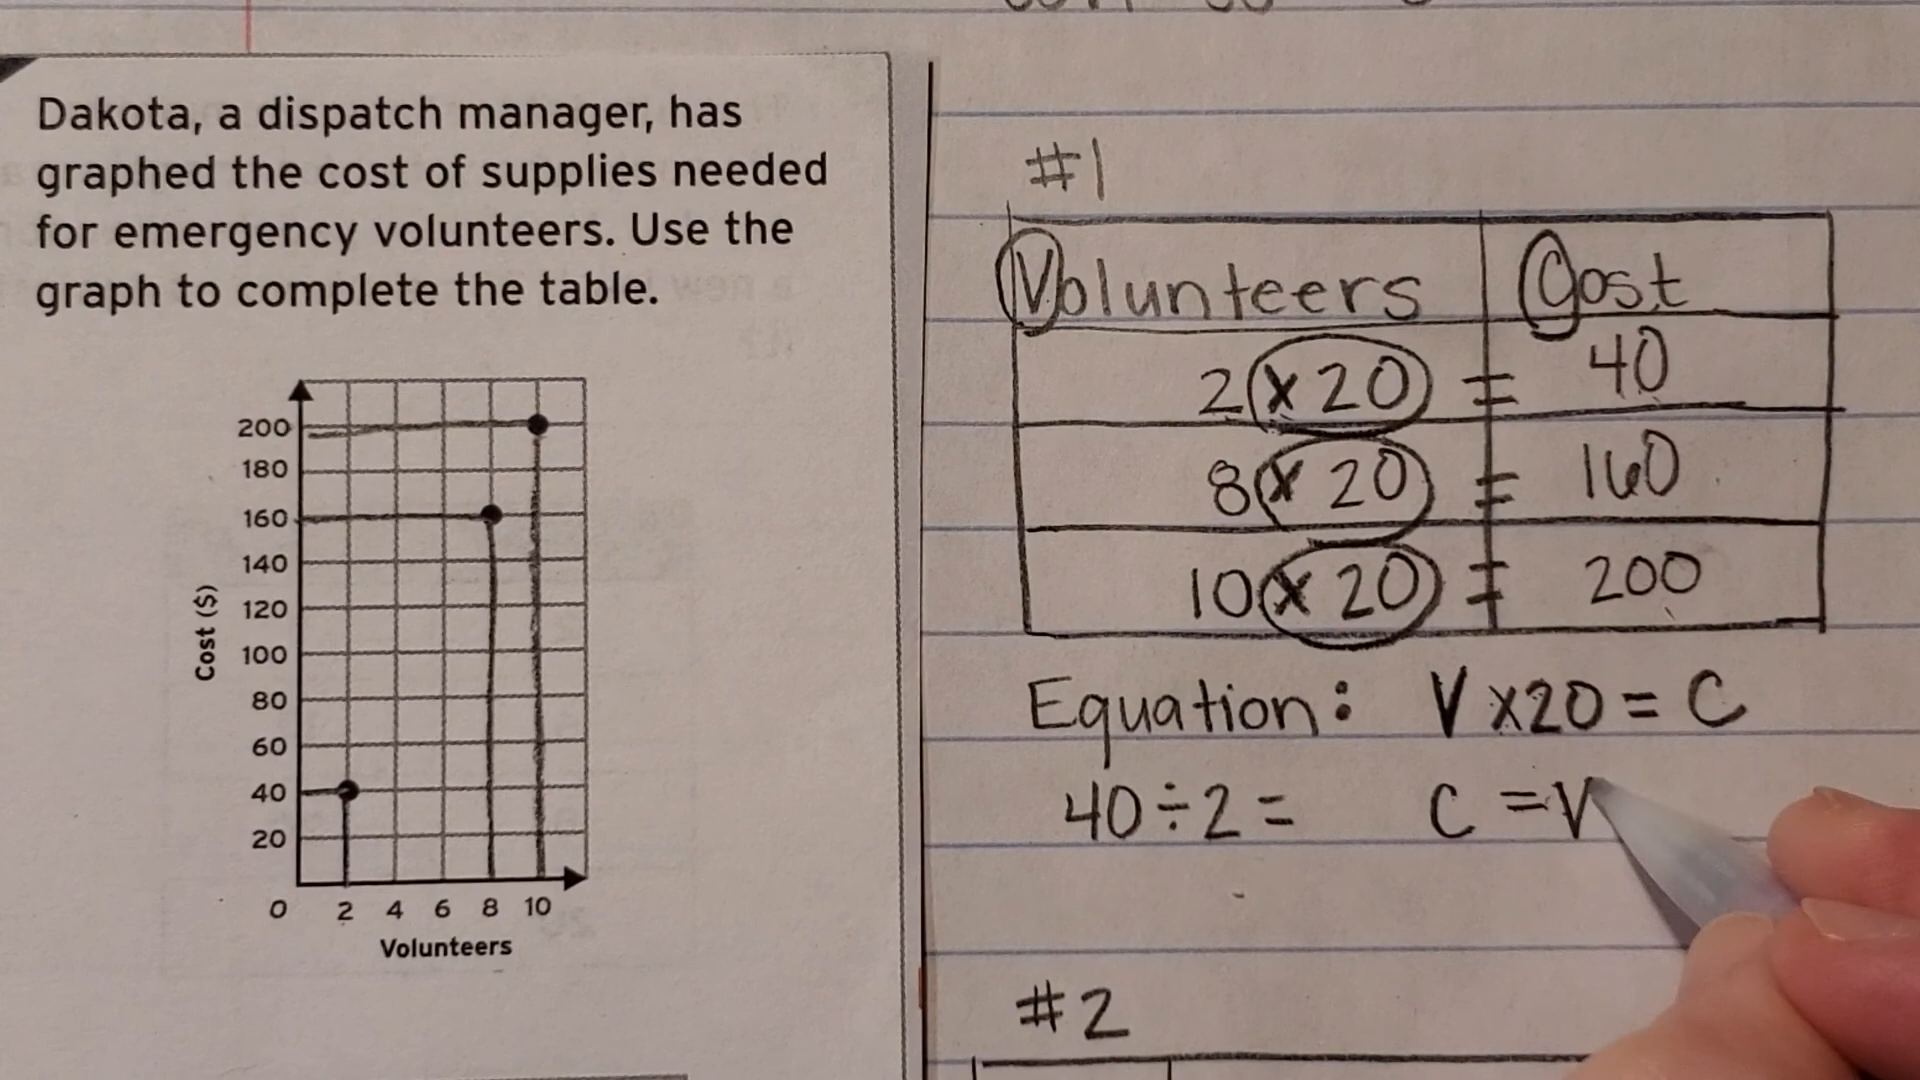 Dakota, a dispatch manager, has
graphed the cost of supplies needed
for emergency volunteers. Use the
graph to complete the table.
200
180
160
140
120
100
80
60
40
20
0 2 4 6 8 10
Cost ($)
Volunteers
#1
Volunteers Cost
2 x 20 = 40
8 x 20 = 160
10 x 20 = 200
Equation: V x 20 = C
40 ÷ 2 = C = V
#2